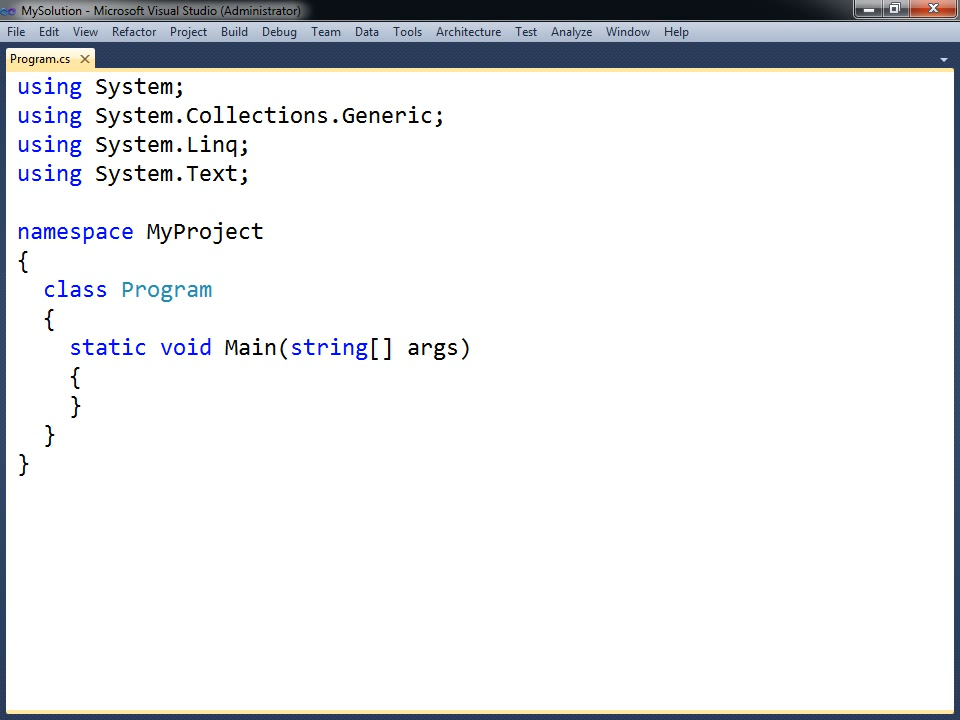 MySolution - Microsoft Visual Studio (Administrator)
File Edit View Refactor Project Build Debug Team Data Tools Architecture Test Analyze Window Help
Program.cs
using System;
using System.Collections.Generic;
using System.Linq;
using System.Text;
namespace MyProject
{
class Program
{
static void Main(string[] args)
{
}
}
}